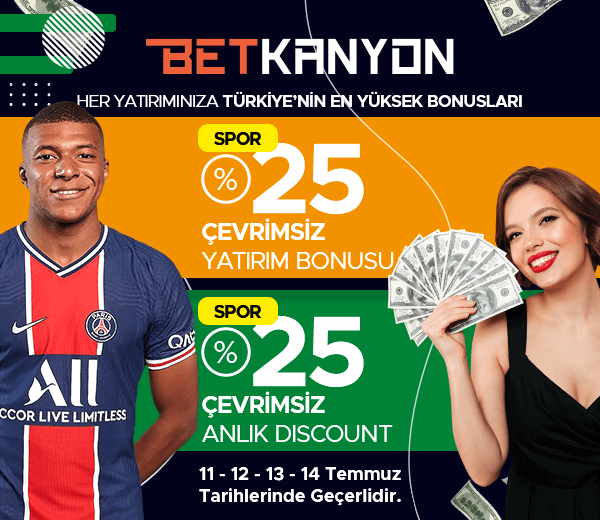 BETKANYON
HER YATIRIMINIZA TÜRKİYE'NİN EN YÜKSEK BONUSLARI
SPOR
%25
ÇEVRİMSİZ
YATIRIM BONUSU
SPOR
%25
ÇEVRİMSİZ
ANLIK DISCOUNT
11 - 12 - 13 - 14 Temmuz
Tarihlerinde Geçerlidir.
PARIS
QNB
ALL
CCOR LIVE LIMITLESS